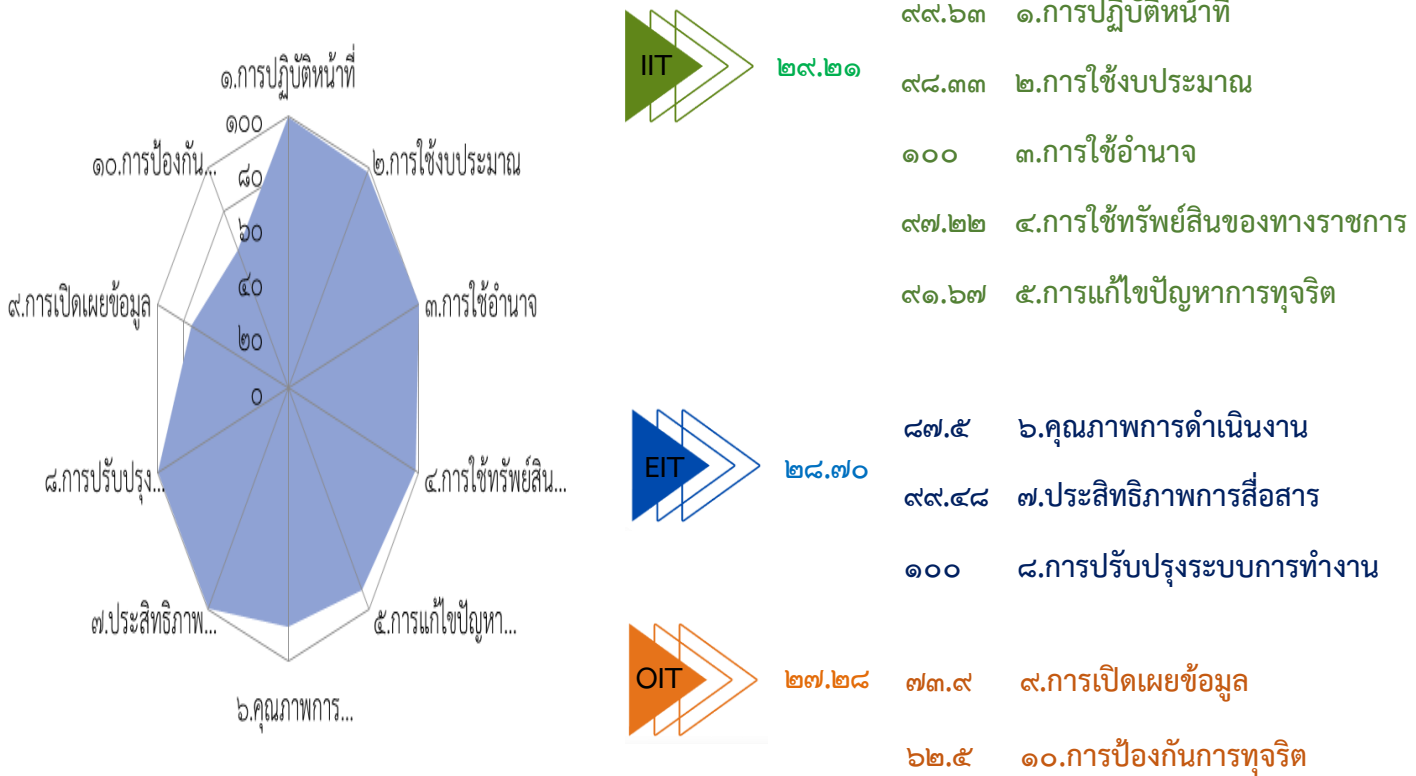 ๑.การปฏิบัติหน้าที่
๑๐๐
๑๐.การป้องกัน...
๘๐
๒.การใช้งบประมาณ
๖๐
๔๐
๙.การเปิดเผยข้อมูล
๓.การใช้อำนาจ
๒๐
๐
๘.การปรับปรุง...
๔.การใช้ทรัพย์สิน...
๗.ประสิทธิภาพ...
๕.การแก้ไขปัญหา...
๖.คุณภาพการ...
IIT ๒๙.๒๑
๙๙.๖๓ ๑.การปฏิบัติหน้าที่
๙๘.๓๓ ๒.การใช้งบประมาณ
๑๐๐ ๓.การใช้อำนาจ
๙๗.๒๒ ๔.การใช้ทรัพย์สินของทางราชการ
๙๑.๖๗ ๕.การแก้ไขปัญหาการทุจริต
EIT ๒๘.๗๐
๘๗.๕ ๖.คุณภาพการดำเนินงาน
๙๙.๔๘ ๗.ประสิทธิภาพการสื่อสาร
๑๐๐ ๘.การปรับปรุงระบบการทำงาน
OIT ๒๗.๒๘
๗๓.๙ ๙.การเปิดเผยข้อมูล
๖๒.๕ ๑๐.การป้องกันการทุจริต